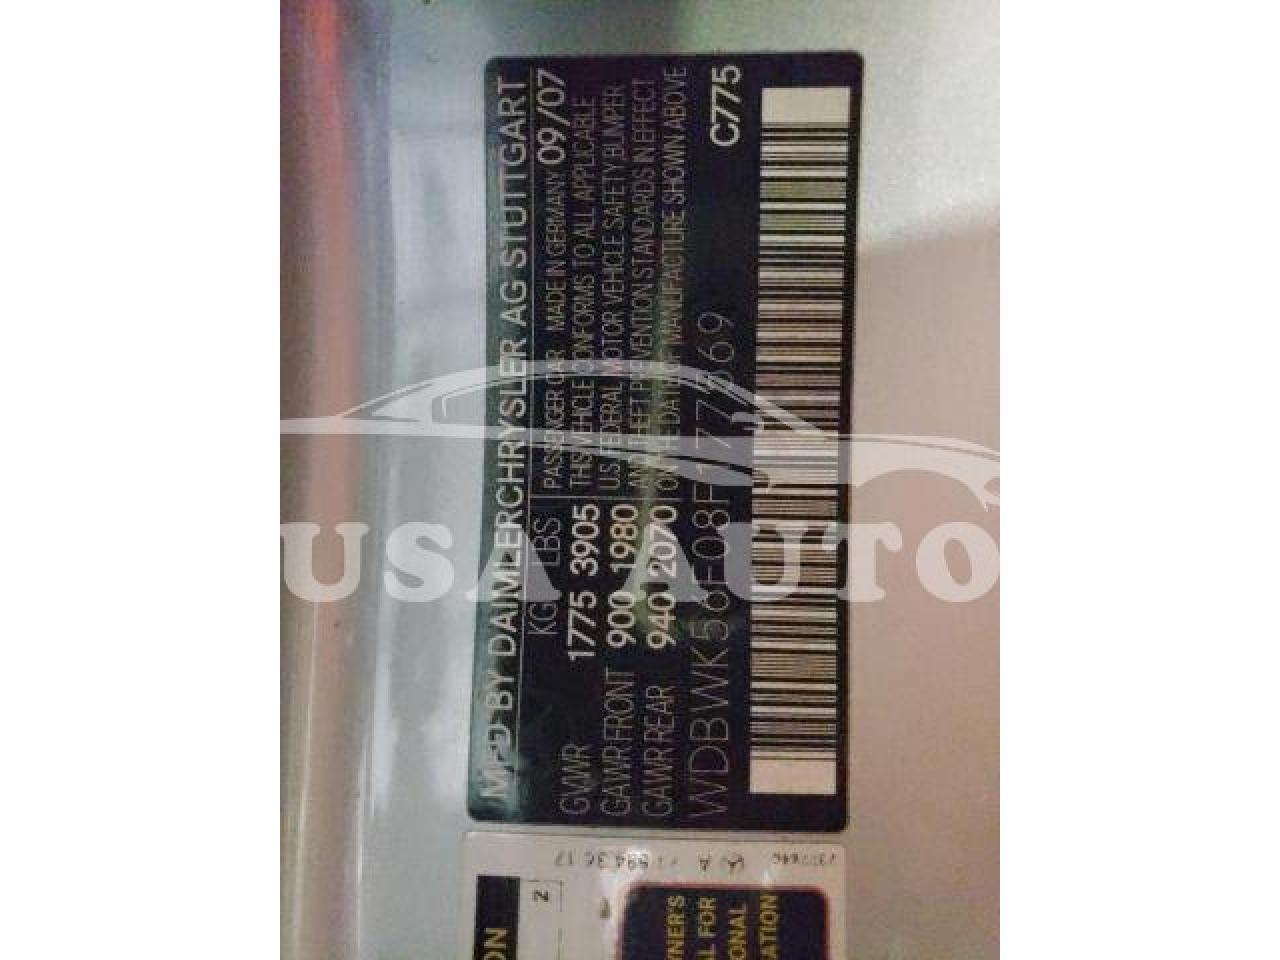 MFD BY DAIMLERCHRYSLER AG STUTTGART
KG LBS PASSENGER CAR MADE IN GERMANY 09/07
GVWR 1775 3905 THIS VEHICLE CONFORMS TO ALL APPLICABLE
GAWR FRONT 900 1980 U.S. FEDERAL MOTOR VEHICLE SAFETY BUMPER
GAWR REAR 940 2070 AND THEFT PREVENTION STANDARDS IN EFFECT
ON THE DATE OF MANUFACTURE SHOWN ABOVE
C775
USA AUTO
2